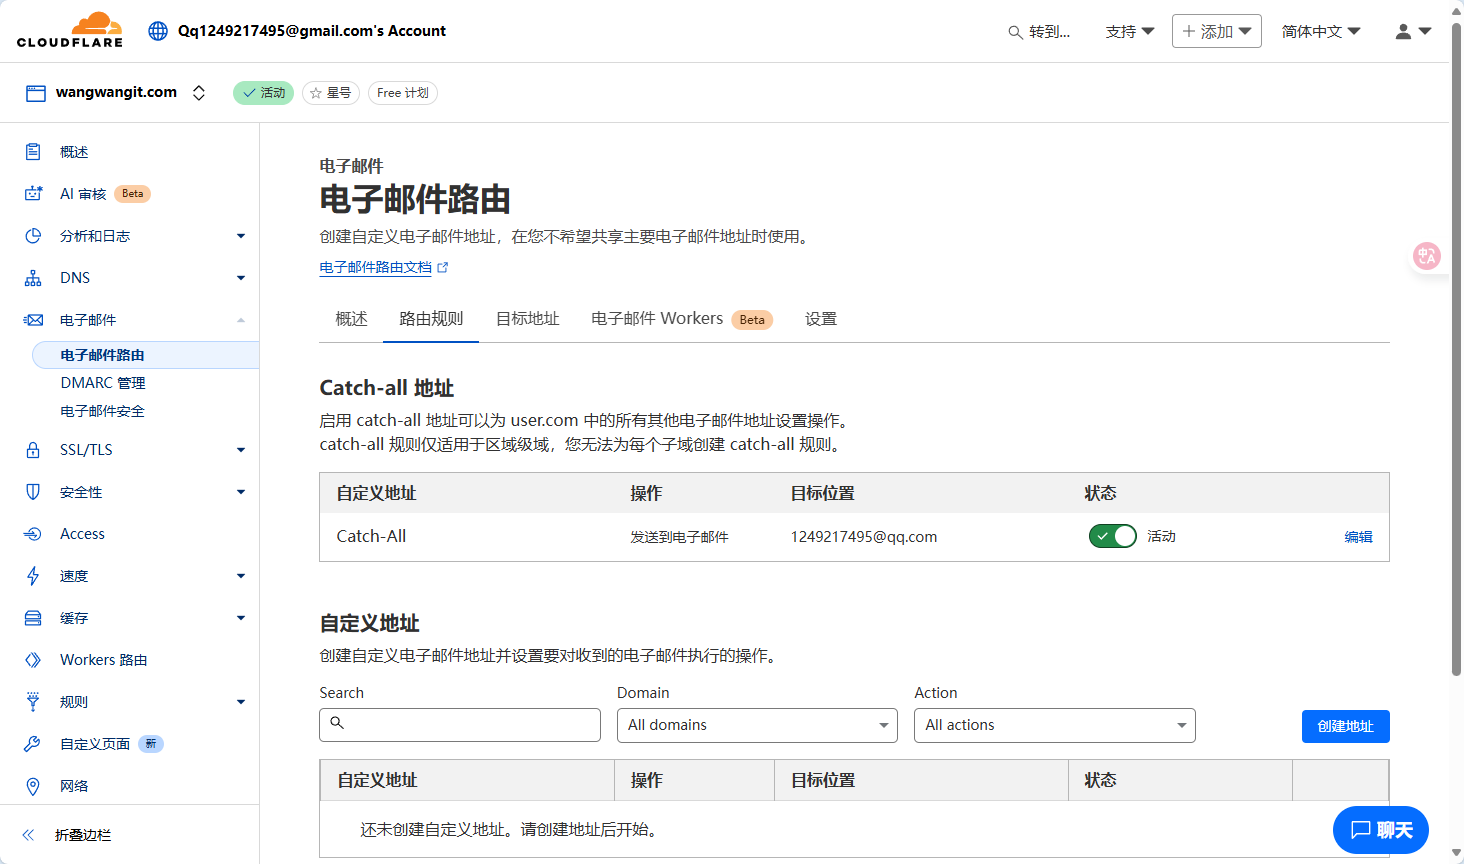 CLOUDFLARE
Qq1249217495@gmail.com's Account
转到...
支持
添加
简体中文
wangwangit.com
活动
星号
Free 计划
概述
AI 审核 Beta
分析和日志
DNS
电子邮件
电子邮件路由
DMARC 管理
电子邮件安全
SSL/TLS
安全性
Access
速度
缓存
Workers 路由
规则
自定义页面 新
网络
折叠边栏
电子邮件
电子邮件路由
创建自定义电子邮件地址，在您不希望共享主要电子邮件地址时使用。
电子邮件路由文档
概述 路由规则 目标地址 电子邮件 Workers Beta 设置
Catch-all 地址
启用 catch-all 地址可以为 user.com 中的所有其他电子邮件地址设置操作。
catch-all 规则仅适用于区域级域，您无法为每个子域创建 catch-all 规则。
自定义地址 操作 目标位置 状态
Catch-All 发送到电子邮件 1249217495@qq.com 活动 编辑
自定义地址
创建自定义电子邮件地址并设置要对收到的电子邮件执行的操作。
Search Domain Action
All domains All actions 创建地址
自定义地址 操作 目标位置 状态
还未创建自定义地址。请创建地址后开始。
聊天
中A